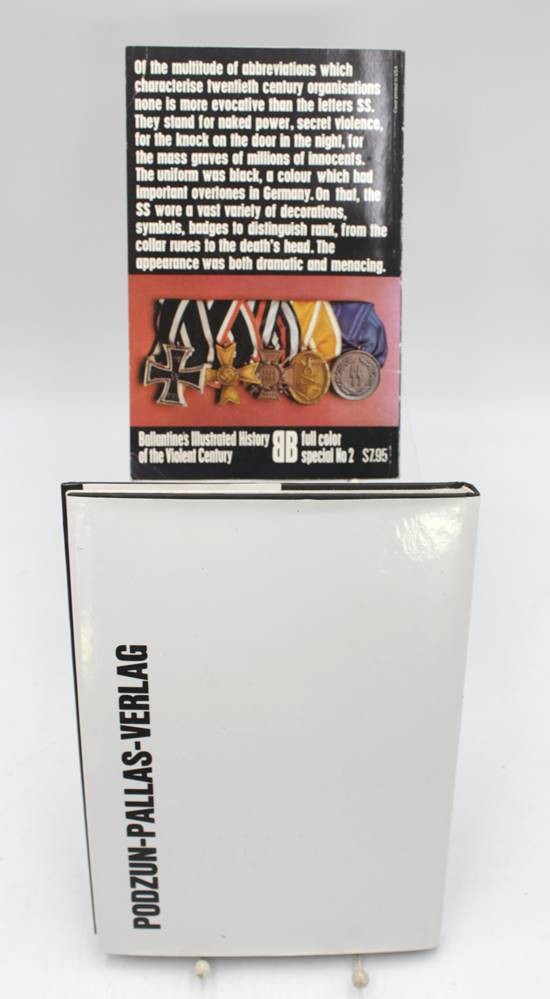 Of the multitude of abbreviations which
characterise twentieth century organisations
none is more evocative than the letters SS.
They stand for naked power, secret violence,
for the knock on the door in the night, for
the mass graves of millions of innocents.
The uniform was black, a colour which had
important overtones in Germany. On that, the
SS wore a vast variety of decorations,
symbols, badges to distinguish rank, from the
collar runes to the death's head. The
appearance was both dramatic and menacing.
Ballantine's Illustrated History
of the Violent Century
BB
full color
special No 2 $7.95
PODZUN-PALLAS-VERLAG